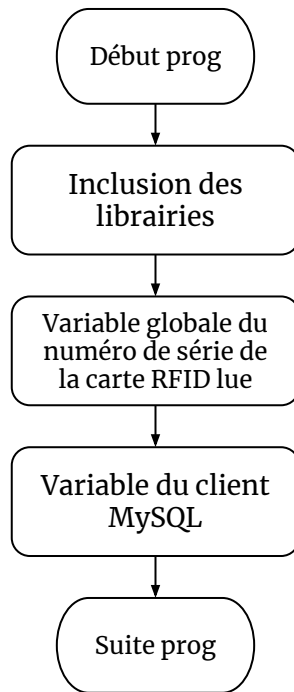 Début prog
Inclusion des
librairies
Variable globale du
numéro de série de
la carte RFID lue
Variable du client
MySQL
Suite prog